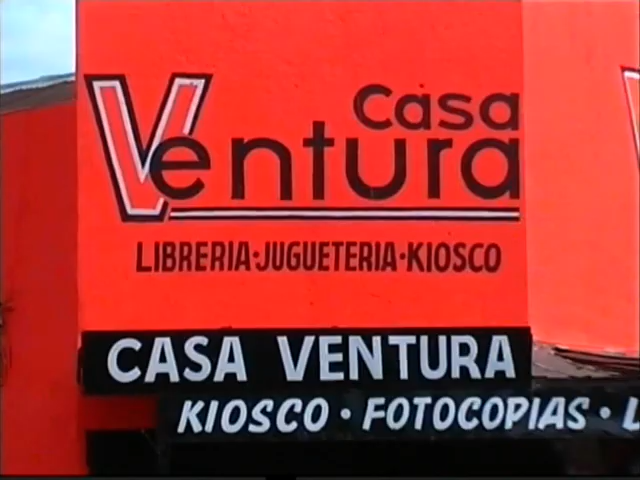 Casa
Ventura
LIBRERIA·JUGUETERIA·KIOSCO
CASA VENTURA
KIOSCO · FOTOCOPIAS ·